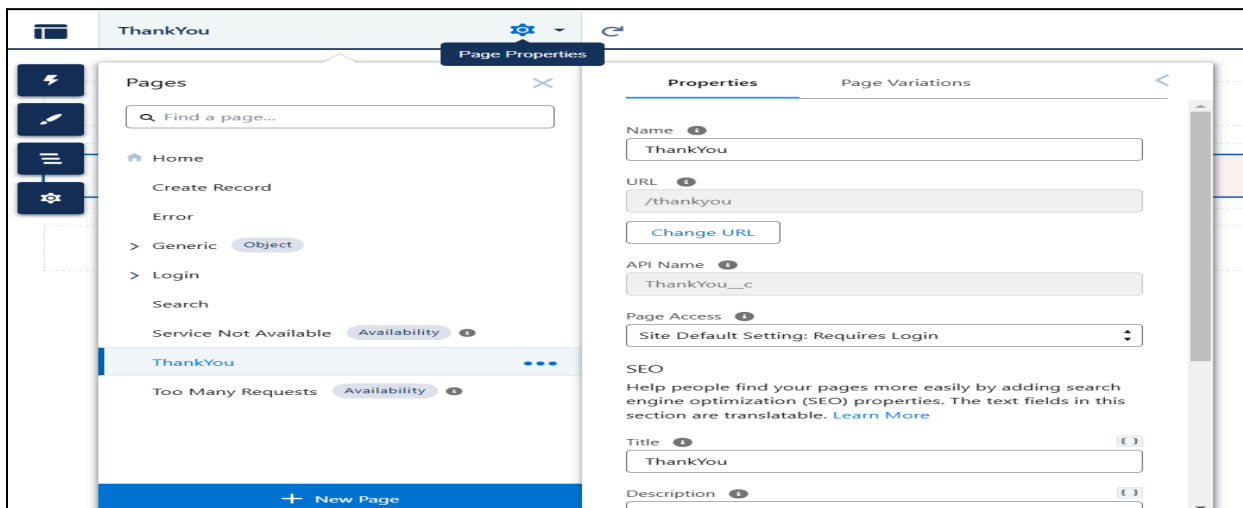 ThankYou
Page Properties
Pages
Find a page...
Home
Create Record
Error
Generic Object
Login
Search
Service Not Available Availability
ThankYou
Too Many Requests Availability
New Page
Properties
Page Variations
Name
ThankYou
URL
/thankyou
Change URL
API Name
ThankYou__c
Page Access
Site Default Setting: Requires Login
SEO
Help people find your pages more easily by adding search
engine optimization (SEO) properties. The text fields in this
section are translatable. Learn More
Title
ThankYou
Description